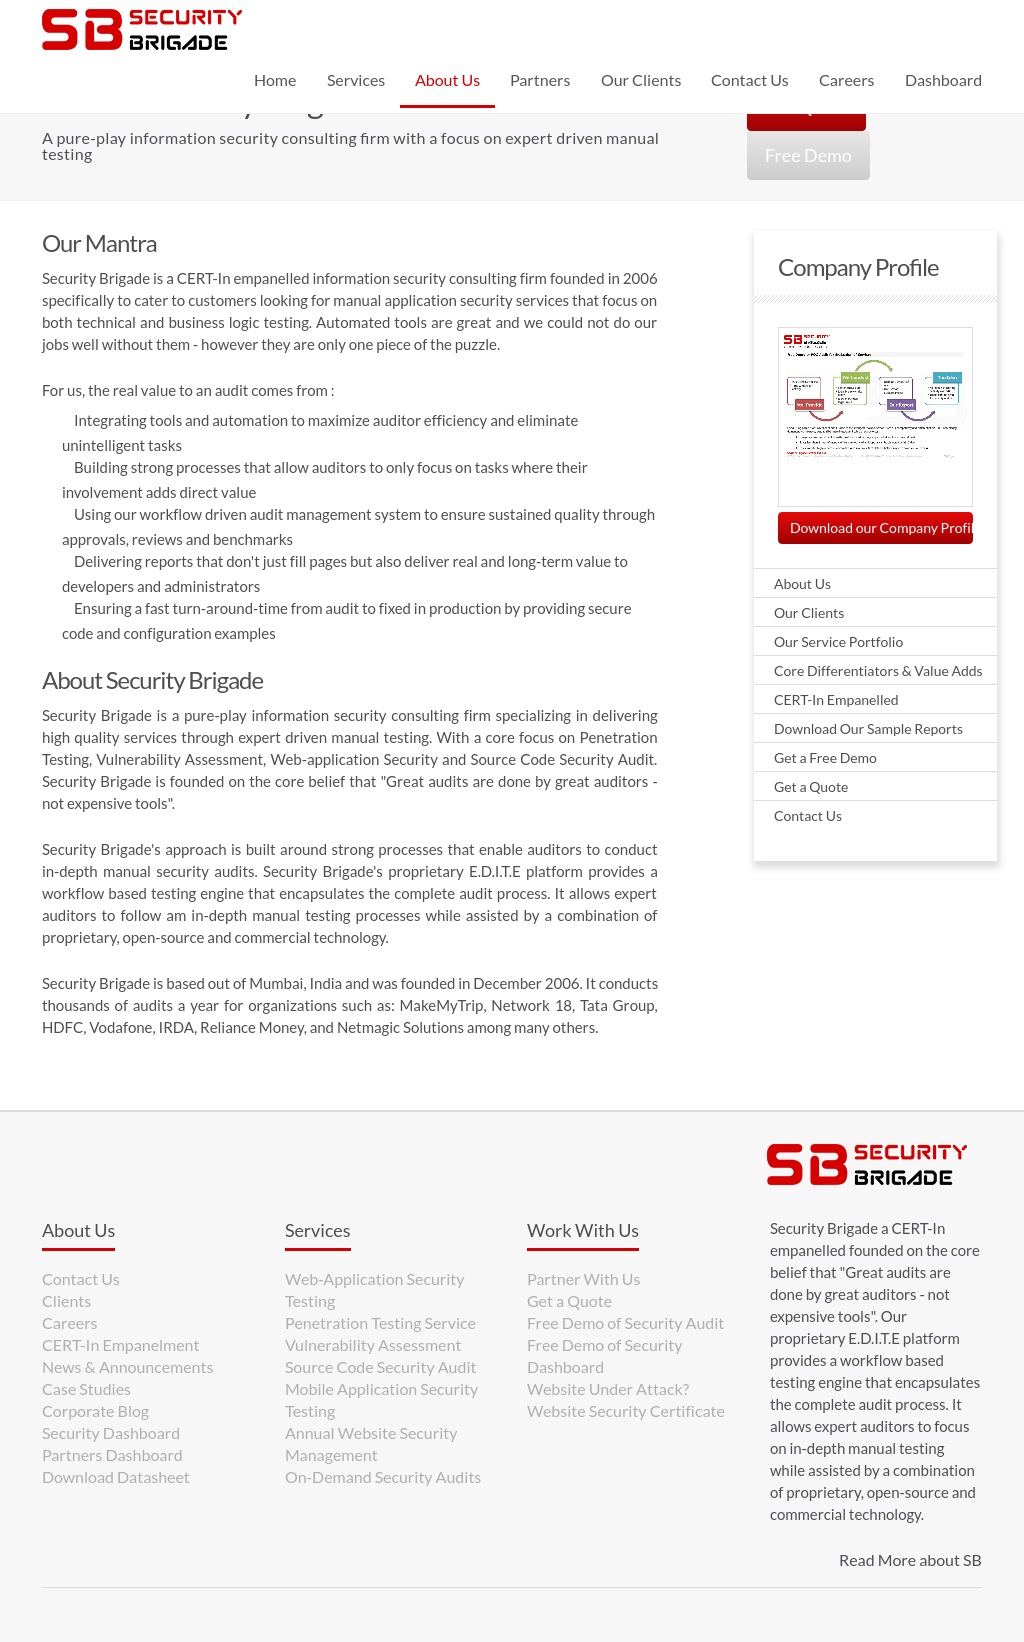 SB SECURITY
BRIGADE
Home Services About Us Partners Our Clients Contact Us Careers Dashboard
A pure-play information security consulting firm with a focus on expert driven manual
testing
Free Demo
Our Mantra
Security Brigade is a CERT-In empanelled information security consulting firm founded in 2006
specifically to cater to customers looking for manual application security services that focus on
both technical and business logic testing. Automated tools are great and we could not do our
jobs well without them - however they are only one piece of the puzzle.
For us, the real value to an audit comes from :
Integrating tools and automation to maximize auditor efficiency and eliminate
unintelligent tasks
Building strong processes that allow auditors to only focus on tasks where their
involvement adds direct value
Using our workflow driven audit management system to ensure sustained quality through
approvals, reviews and benchmarks
Delivering reports that don't just fill pages but also deliver real and long-term value to
developers and administrators
Ensuring a fast turn-around-time from audit to fixed in production by providing secure
code and configuration examples
About Security Brigade
Security Brigade is a pure-play information security consulting firm specializing in delivering
high quality services through expert driven manual testing. With a core focus on Penetration
Testing, Vulnerability Assessment, Web-application Security and Source Code Security Audit.
Security Brigade is founded on the core belief that "Great audits are done by great auditors -
not expensive tools".
Security Brigade's approach is built around strong processes that enable auditors to conduct
in-depth manual security audits. Security Brigade's proprietary E.D.I.T.E platform provides a
workflow based testing engine that encapsulates the complete audit process. It allows expert
auditors to follow am in-depth manual testing processes while assisted by a combination of
proprietary, open-source and commercial technology.
Security Brigade is based out of Mumbai, India and was founded in December 2006. It conducts
thousands of audits a year for organizations such as: MakeMyTrip, Network 18, Tata Group,
HDFC, Vodafone, IRDA, Reliance Money, and Netmagic Solutions among many others.
Company Profile
SB SECURITY
You Provide
Our Report
Download our Company Profil
About Us
Our Clients
Our Service Portfolio
Core Differentiators & Value Adds
CERT-In Empanelled
Download Our Sample Reports
Get a Free Demo
Get a Quote
Contact Us
About Us
Contact Us
Clients
Careers
CERT-In Empanelment
News & Announcements
Case Studies
Corporate Blog
Security Dashboard
Partners Dashboard
Download Datasheet
Services
Web-Application Security
Testing
Penetration Testing Service
Vulnerability Assessment
Source Code Security Audit
Mobile Application Security
Testing
Annual Website Security
Management
On-Demand Security Audits
Work With Us
Partner With Us
Get a Quote
Free Demo of Security Audit
Free Demo of Security
Dashboard
Website Under Attack?
Website Security Certificate
SB SECURITY
BRIGADE
Security Brigade a CERT-In
empanelled founded on the core
belief that "Great audits are
done by great auditors - not
expensive tools". Our
proprietary E.D.I.T.E platform
provides a workflow based
testing engine that encapsulates
the complete audit process. It
allows expert auditors to focus
on in-depth manual testing
while assisted by a combination
of proprietary, open-source and
commercial technology.
Read More about SB